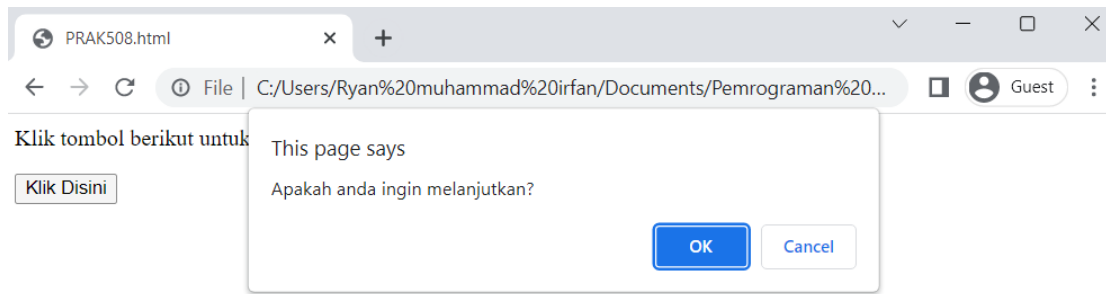 PRAK508.html
File | C:/Users/Ryan%20muhammad%20irfan/Documents/Pemrograman%20...
Guest
Klik tombol berikut untuk
This page says
Apakah anda ingin melanjutkan?
Klik Disini
OK
Cancel